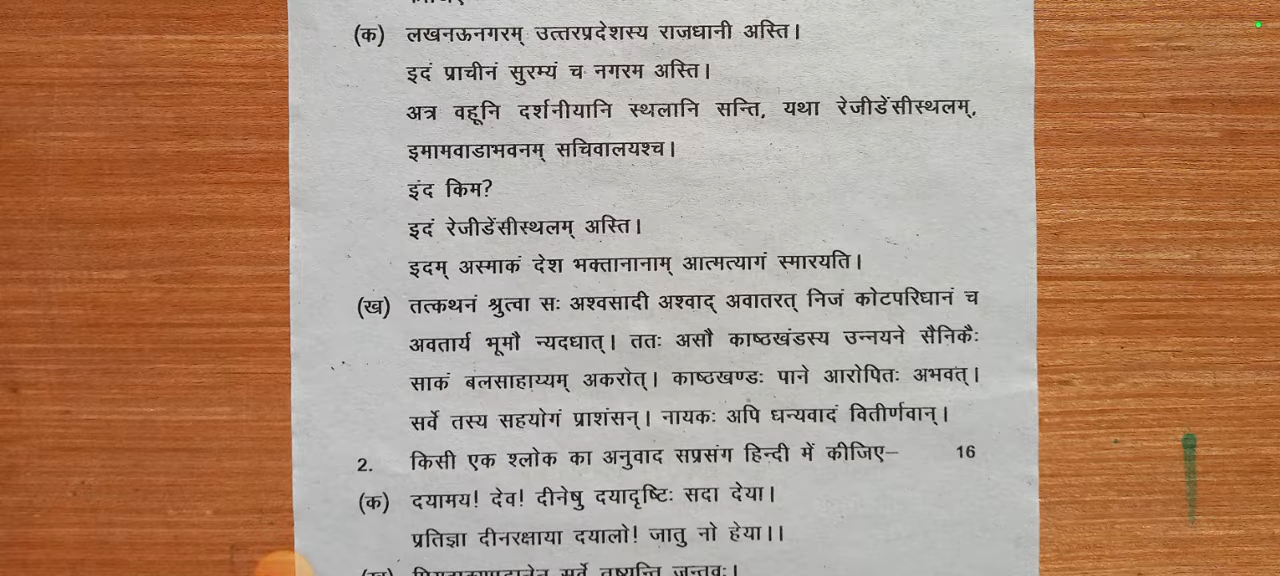 (क) लखनऊनगरम् उत्तरप्रदेशस्य राजधानी अस्ति।
इदं प्राचीनं सुरम्यं च नगरम अस्ति।
अत्र वहूनि दर्शनीयानि स्थलानि सन्ति, यथा रेजीडेंसीस्थलम्,
इमामवाडाभवनम् सचिवालयश्च।
इंद किम?
इदं रेजीडेंसीस्थलम् अस्ति।
इदम् अस्माकं देश भक्तानानाम् आत्मत्यागं स्मारयति।
(ख) तत्कथनं श्रुत्वा सः अश्वसादी अश्वाद् अवातरत् निजं कोटपरिघानं च
अवतार्य भूमौ न्यदधात्। ततः असौ काष्ठखंडस्य उन्नयने सैनिकैः
साकं बलसाहाय्यम् अकरोत्। काष्ठखण्डः पाने आरोपितः अभवत्।
सर्वे तस्य सहयोगं प्राशंसन्। नायकः अपि धन्यवादं वितीर्णवान्।
2. किसी एक श्लोक का अनुवाद सप्रसंग हिन्दी में कीजिए– 16
(क) दयामय! देव! दीनेषु दयादृष्टिः सदा देया।
प्रतिज्ञा दीनरक्षाया दयालो! जातु नो हेया।।
सर्वे तुष्यन्ति जन्तवः।